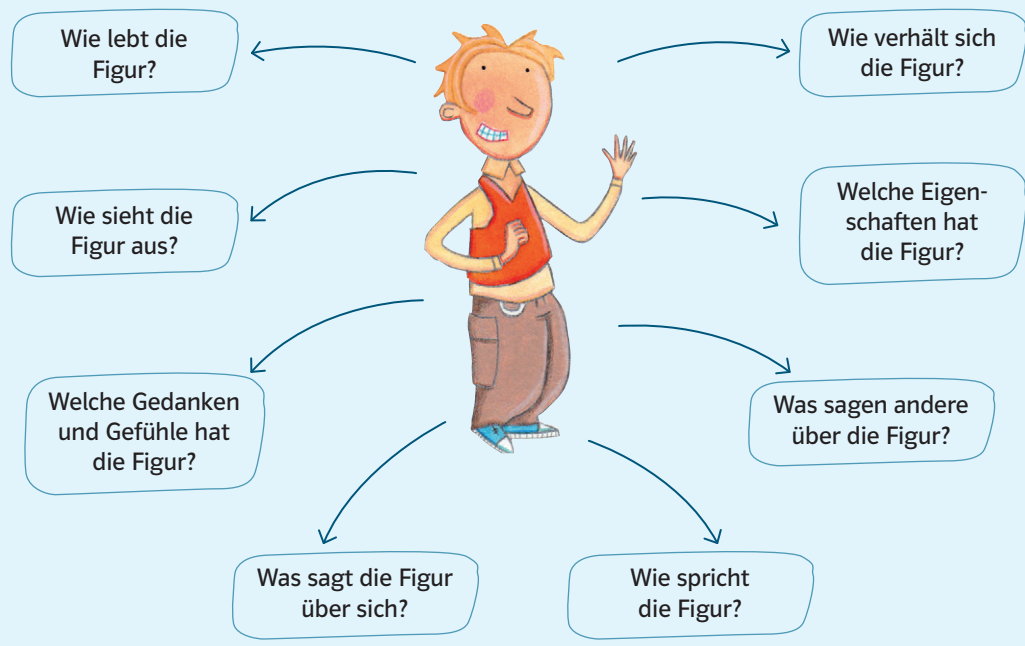 Wie lebt die
Figur?
Wie verhält sich
die Figur?
Wie sieht die
Figur aus?
Welche Eigen-
schaften hat
die Figur?
Welche Gedanken
und Gefühle hat
die Figur?
Was sagen andere
über die Figur?
Was sagt die Figur
über sich?
Wie spricht
die Figur?